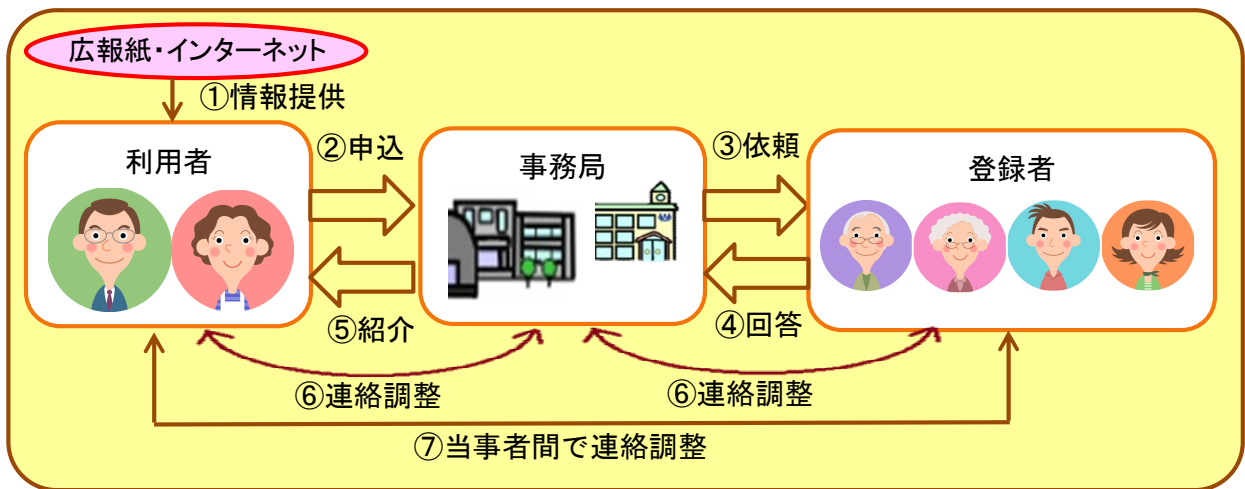 広報紙・インターネット
①情報提供
利用者
②申込
事務局
③依頼
登録者
⑤紹介
④回答
⑥連絡調整
⑥連絡調整
⑦当事者間で連絡調整